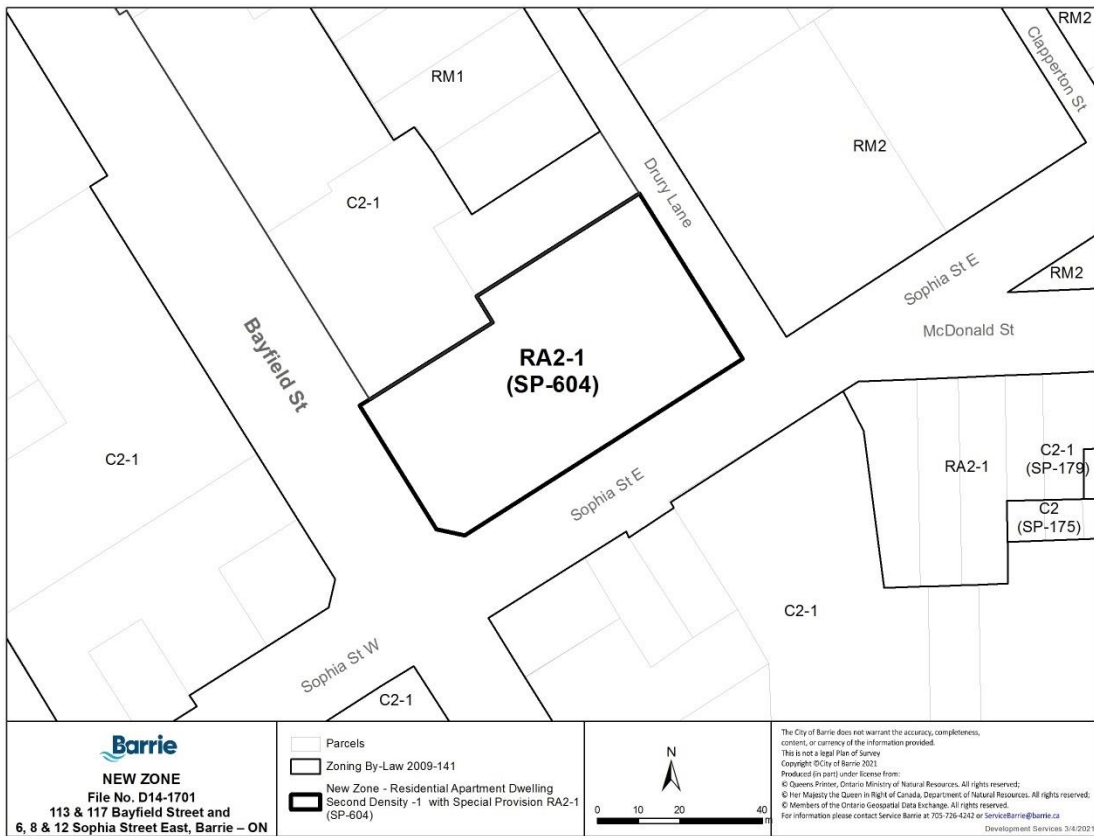 RM2
Clapperton St
RM1
RM2
Drury Lane
C2-1
Sophia St E
RM2
McDonald St
Bayfield St
RA2-1
(SP-604)
C2-1
Sophia St E
RA2-1
C2-1
(SP-179)
C2
(SP-175)
C2-1
Sophia St W
C2-1
Barrie
NEW ZONE
File No. D14-1701
113 & 117 Bayfield Street and
6, 8 & 12 Sophia Street East, Barrie – ON
Parcels
Zoning By-Law 2009-141
New Zone - Residential Apartment Dwelling
Second Density -1 with Special Provision RA2-1
(SP-604)
N
0 10 20 40
m
The City of Barrie does not warrant the accuracy, completeness,
content, or currency of the information provided.
This is not a legal Plan of Survey
Copyright ©City of Barrie 2021
Produced (in part) under license from:
© Queens Printer, Ontario Ministry of Natural Resources. All rights reserved;
© Her Majesty the Queen in Right of Canada, Department of Natural Resources. All rights reserved;
© Members of the Ontario Geospatial Data Exchange. All rights reserved.
For information please contact Service Barrie at 705-726-4242 or ServiceBarrie@barrie.ca
Development Services 3/4/2021